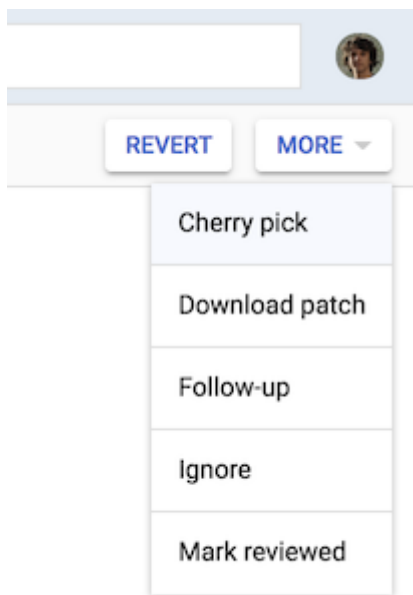 REVERT MORE
Cherry pick
Download patch
Follow-up
Ignore
Mark reviewed